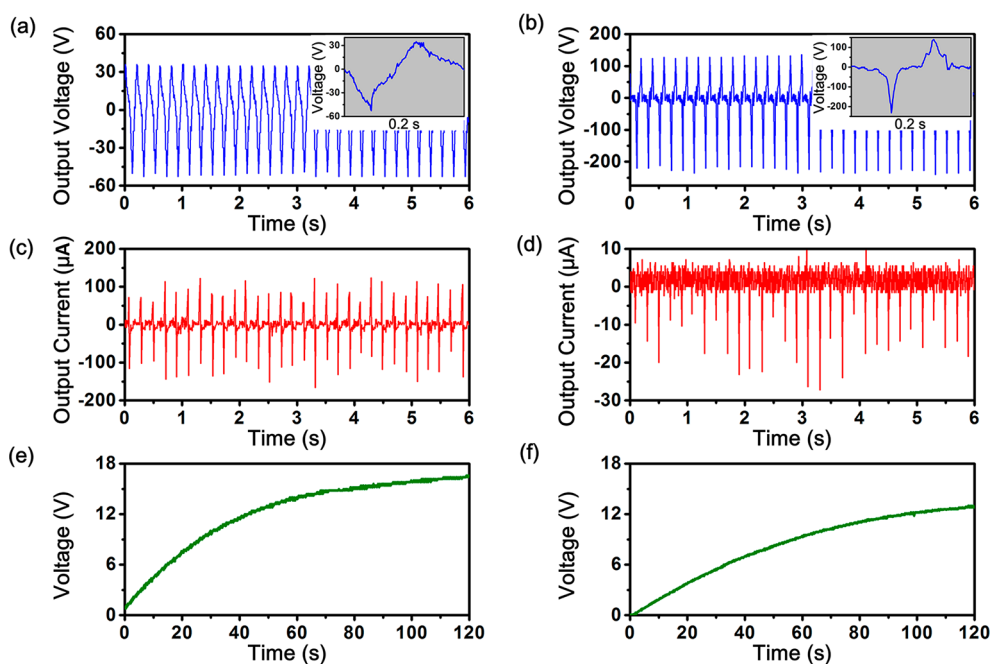 (a)
Output Voltage (V)
60
30
0
-30
-60
0 1 2 3 4 5 6
Time (s)
Voltage (V)
30
0
-30
-60
0.2 s
(b)
Output Voltage (V)
200
100
0
-100
-200
0 1 2 3 4 5 6
Time (s)
Voltage (V)
100
0
-100
-200
0.2 s
(c)
Output Current (µA)
200
100
0
-100
-200
0 1 2 3 4 5 6
Time (s)
(d)
Output Current (µA)
10
0
-10
-20
-30
0 1 2 3 4 5 6
Time (s)
(e)
Voltage (V)
18
12
6
0
0 20 40 60 80 100 120
Time (s)
(f)
Voltage (V)
18
12
6
0
0 20 40 60 80 100 120
Time (s)